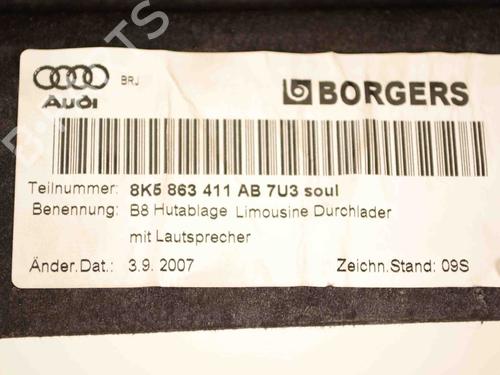 BRJ
Audi
BORGERS
Teilnummer: 8K5 863 411 AB 7U3 soul
Benennung: B8 Hutablage Limousine Durchlader
mit Lautsprecher
Änder.Dat.: 3.9. 2007 Zeichn.Stand: 09S